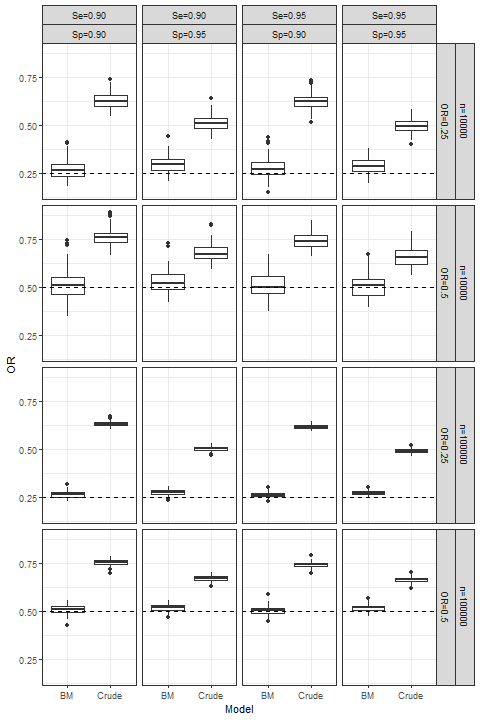 Se=0.90 Se=0.90 Se=0.95 Se=0.95
Sp=0.90 Sp=0.95 Sp=0.90 Sp=0.95
0.75
0.50
0.25
OR=0.25
n=10000
0.75
0.50
0.25
OR=0.5
n=10000
OR
0.75
0.50
0.25
OR=0.25
n=100000
0.75
0.50
0.25
OR=0.5
n=100000
BM Crude BM Crude BM Crude BM Crude
Model